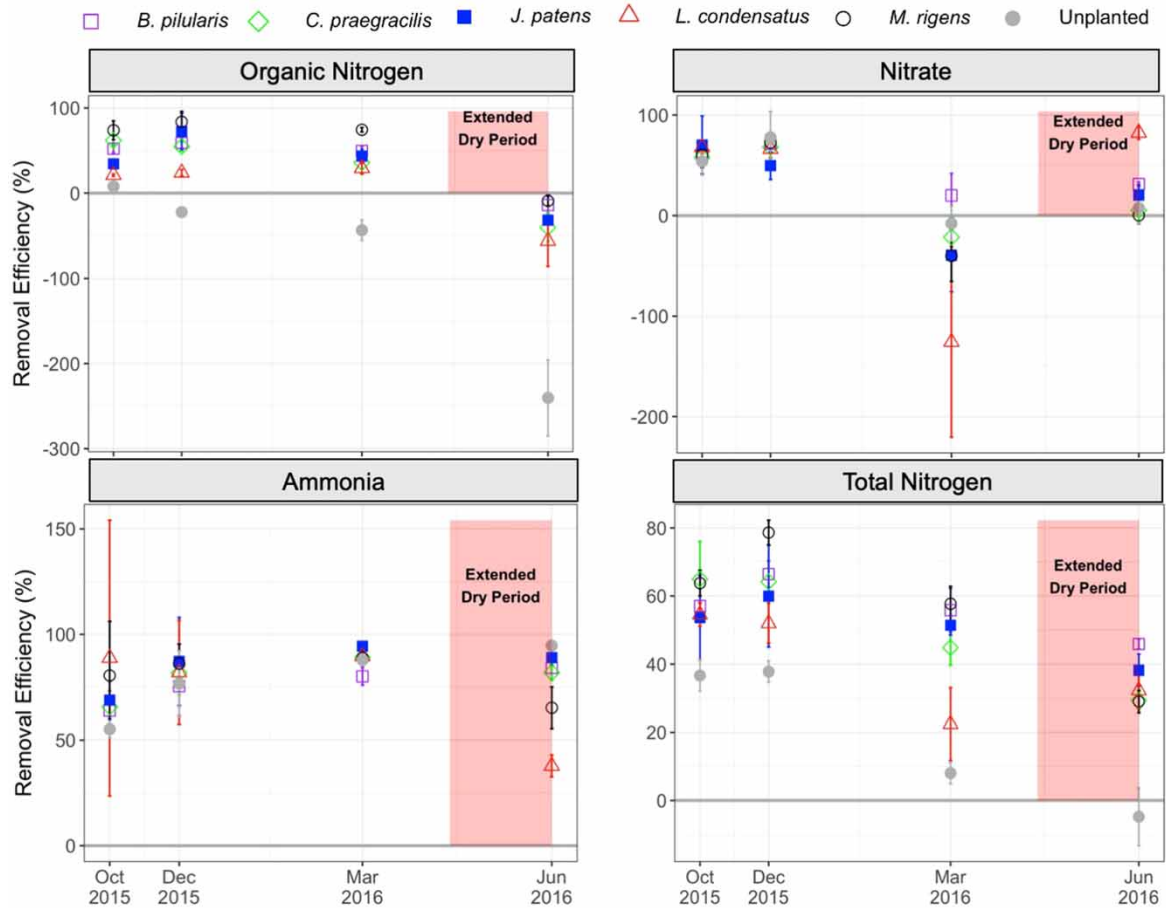 B. pilularis C. praegracilis J. patens L. condensatus M. rigens Unplanted
Organic Nitrogen
Nitrate
Removal Efficiency (%)
100
0
-100
-200
-300
Extended
Dry Period
100
0
-100
-200
Extended
Dry Period
Ammonia
Total Nitrogen
Removal Efficiency (%)
150
100
50
0
Extended
Dry Period
80
60
40
20
0
Extended
Dry Period
Oct
2015
Dec
2015
Mar
2016
Jun
2016
Oct
2015
Dec
2015
Mar
2016
Jun
2016